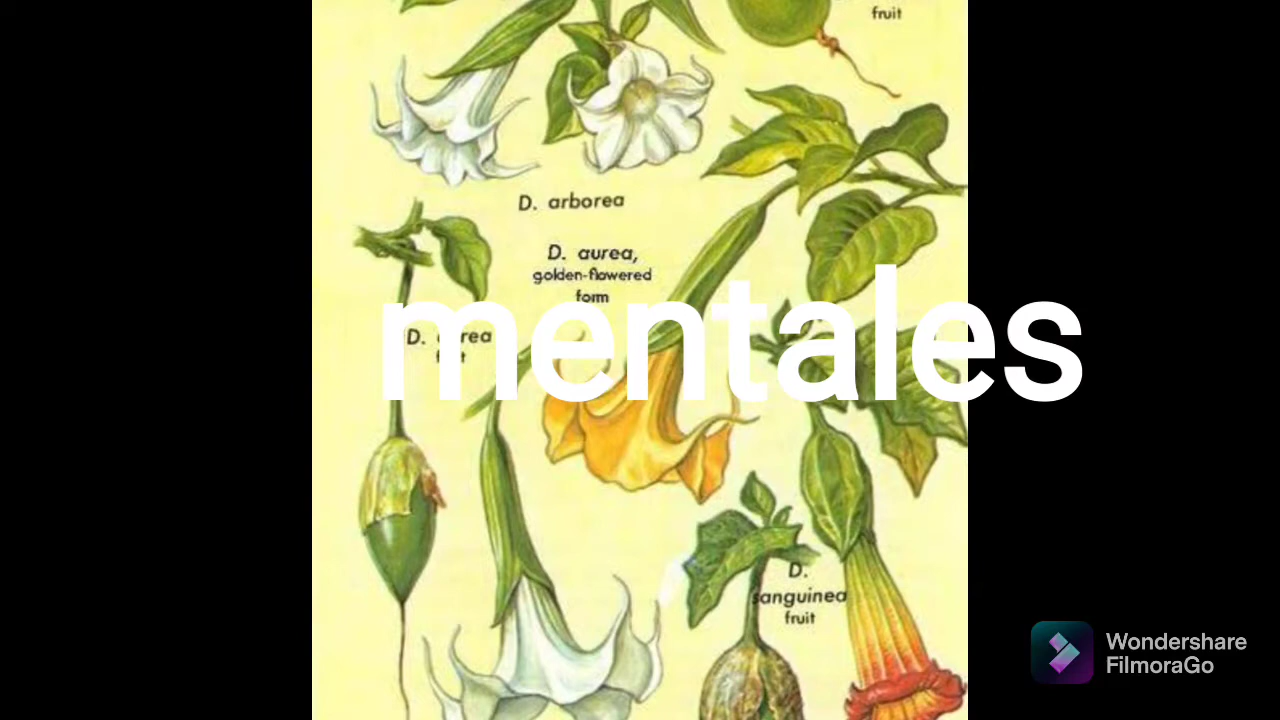 fruit
D. arborea
D. aurea,
golden-flowered
form
mentales
D.
sanguinea
fruit
Wondershare
FilmoraGo